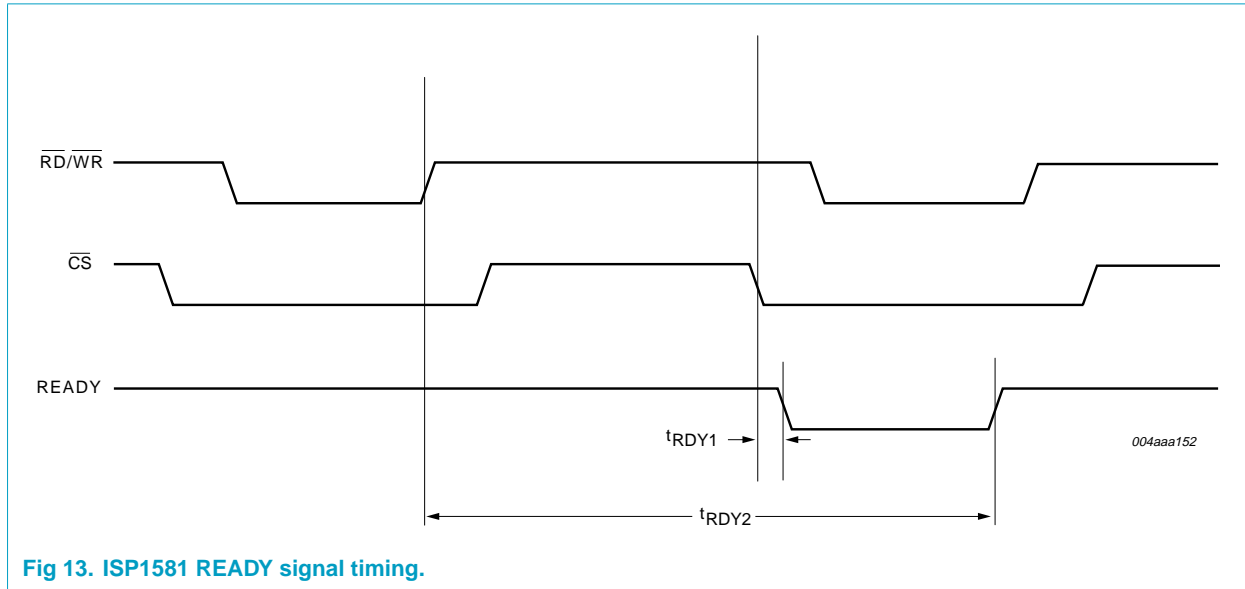 RD/WR
CS
READY
tRDY1
004aaa152
tRDY2
Fig 13. ISP1581 READY signal timing.